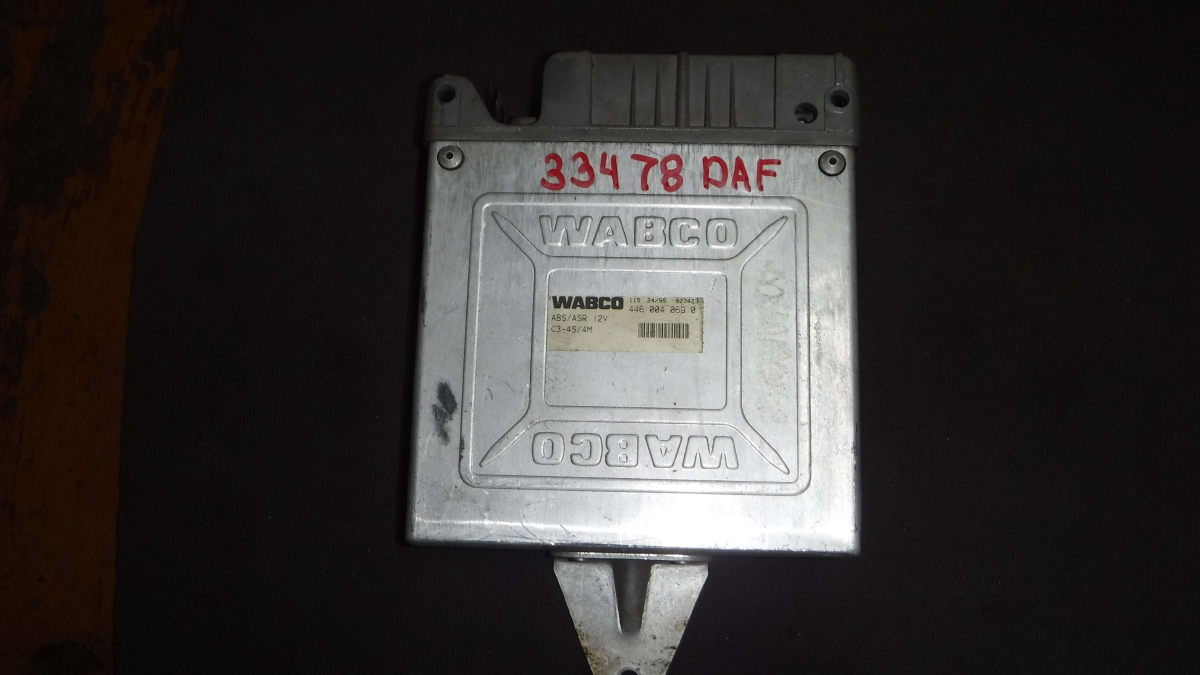 33478 DAF
WABCO
WABCO 115 24/95 027423
446 004 069 0
ABS/ASR 12V
C3-4S/4M
WABCO